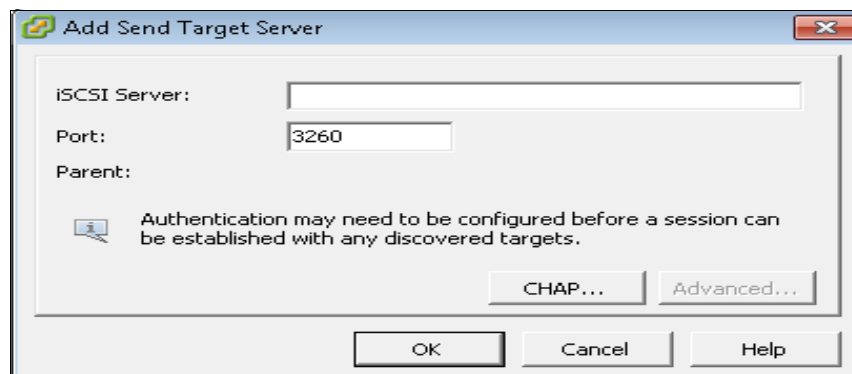 Add Send Target Server
iSCSI Server:
Port: 3260
Parent:
Authentication may need to be configured before a session can
be established with any discovered targets.
CHAP... Advanced...
OK Cancel Help